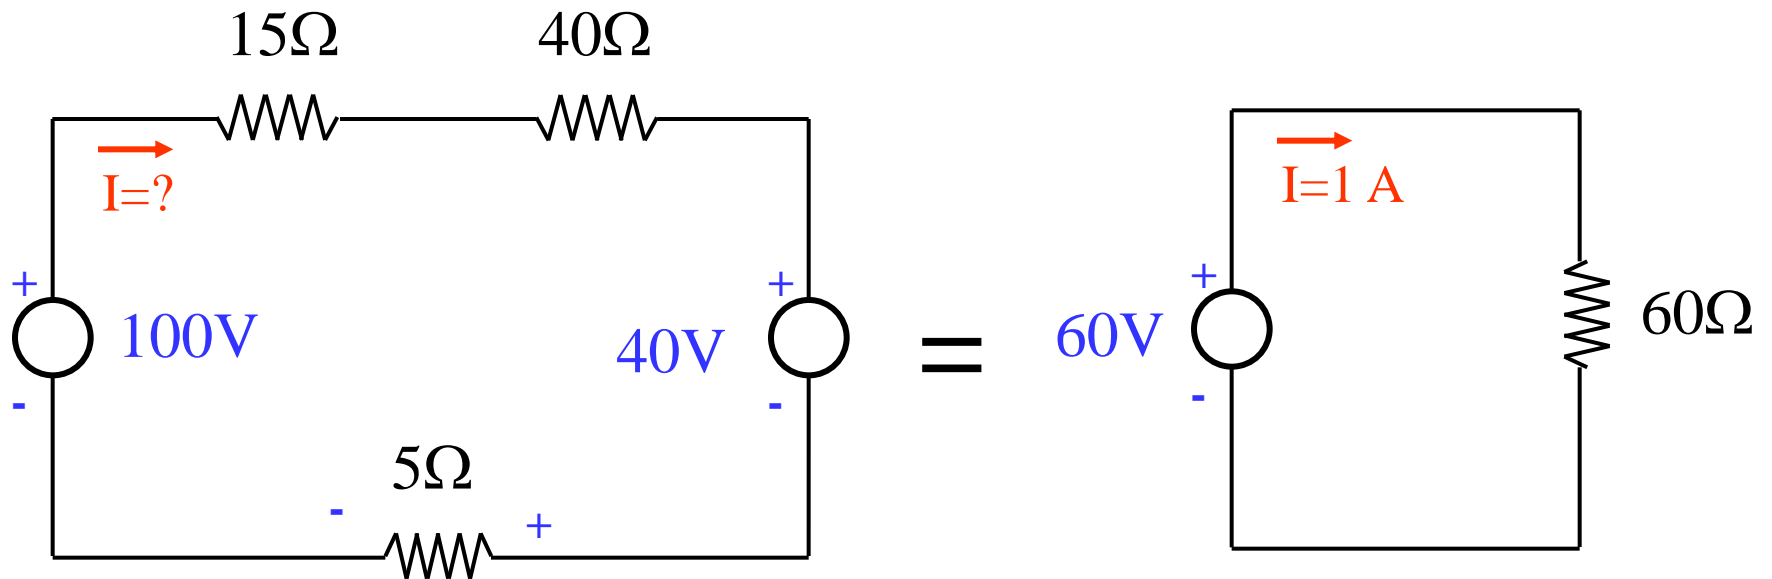 15Ω
40Ω
I=?
+
100V
-
+
40V
-
5Ω
-
+
=
I=1 A
+
60V
-
60Ω